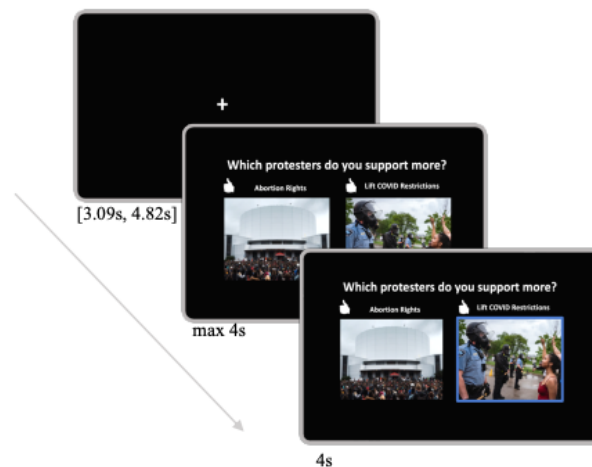 +
[3.09s, 4.82s]
Which protesters do you support more?
Abortion Rights Lift COVID Restrictions
max 4s
Which protesters do you support more?
Abortion Rights Lift COVID Restrictions
4s